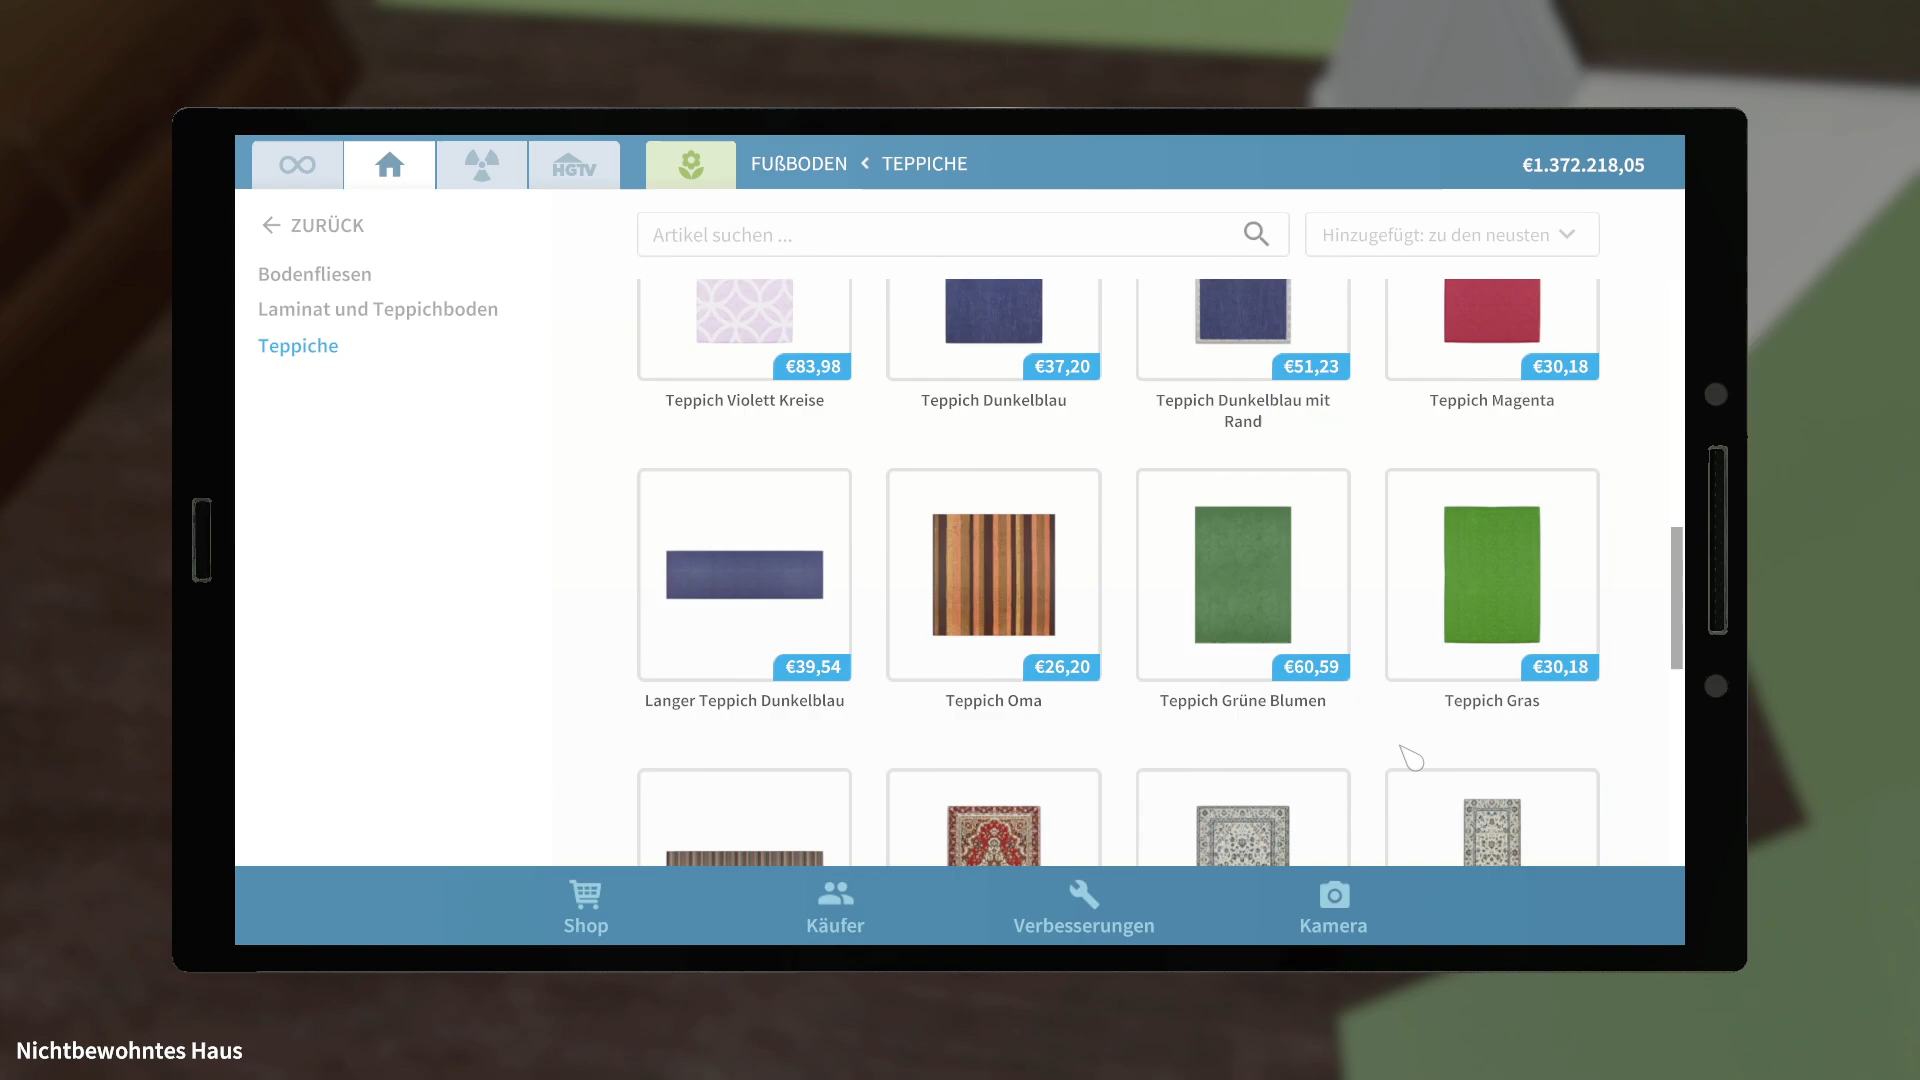 HGTV
FUßBODEN < TEPPICHE
€1.372.218,05
ZURÜCK
Artikel suchen ...
Hinzugefügt: zu den neusten
Bodenfliesen
Laminat und Teppichboden
Teppiche
€83,98
€37,20
€51,23
€30,18
Teppich Violett Kreise
Teppich Dunkelblau
Teppich Dunkelblau mit
Rand
Teppich Magenta
€39,54
€26,20
€60,59
€30,18
Langer Teppich Dunkelblau
Teppich Oma
Teppich Grüne Blumen
Teppich Gras
Shop
Käufer
Verbesserungen
Kamera
Nichtbewohntes Haus